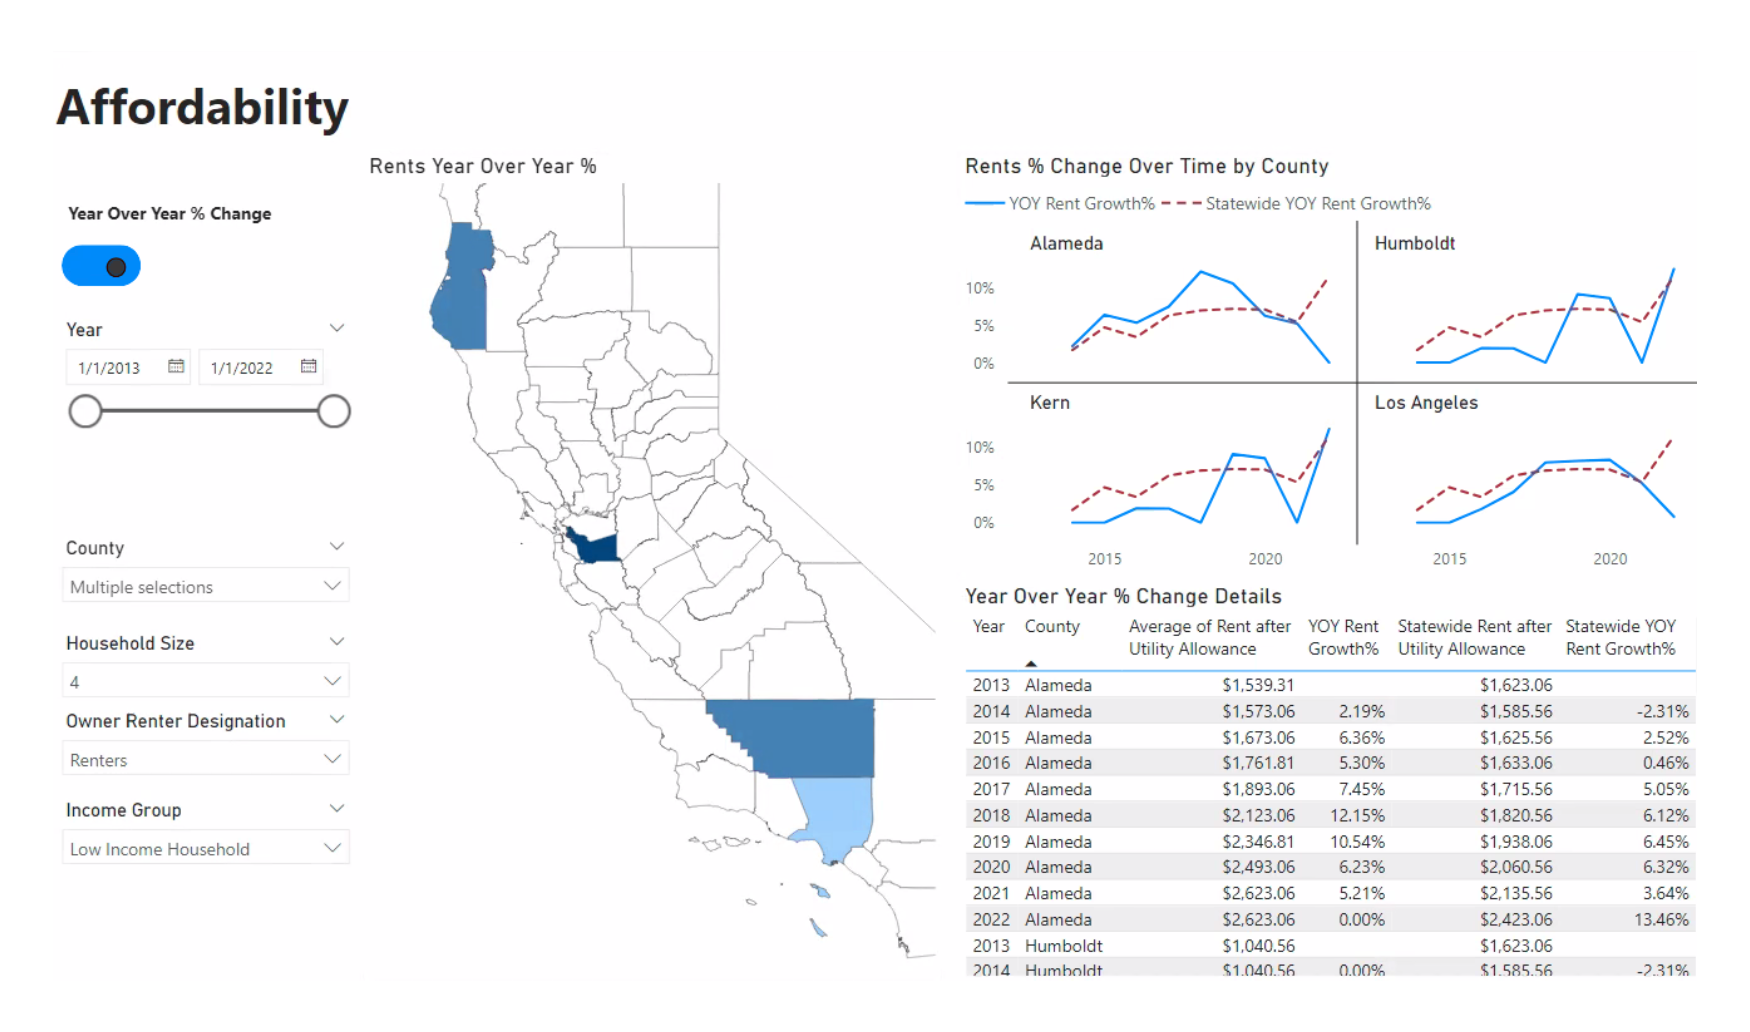 Affordability
Year Over Year % Change
Year
1/1/2013 1/1/2022
County
Multiple selections
Household Size
4
Owner Renter Designation
Renters
Income Group
Low Income Household
Rents Year Over Year %
Rents % Change Over Time by County
YOY Rent Growth% Statewide YOY Rent Growth%
Alameda Humboldt
10%
5%
0%
Kern Los Angeles
10%
5%
0%
2015 2020 2015 2020
Year Over Year % Change Details
Year County Average of Rent after YOY Rent Statewide Rent after Statewide YOY
Utility Allowance Growth% Utility Allowance Rent Growth%
2013 Alameda $1,539.31 $1,623.06
2014 Alameda $1,573.06 2.19% $1,585.56 -2.31%
2015 Alameda $1,673.06 6.36% $1,625.56 2.52%
2016 Alameda $1,761.81 5.30% $1,633.06 0.46%
2017 Alameda $1,893.06 7.45% $1,715.56 5.05%
2018 Alameda $2,123.06 12.15% $1,820.56 6.12%
2019 Alameda $2,346.81 10.54% $1,938.06 6.45%
2020 Alameda $2,493.06 6.23% $2,060.56 6.32%
2021 Alameda $2,623.06 5.21% $2,135.56 3.64%
2022 Alameda $2,623.06 0.00% $2,423.06 13.46%
2013 Humboldt $1,040.56 $1,623.06
2014 Humboldt $1,040.56 0.00% $1,585.56 -2.31%